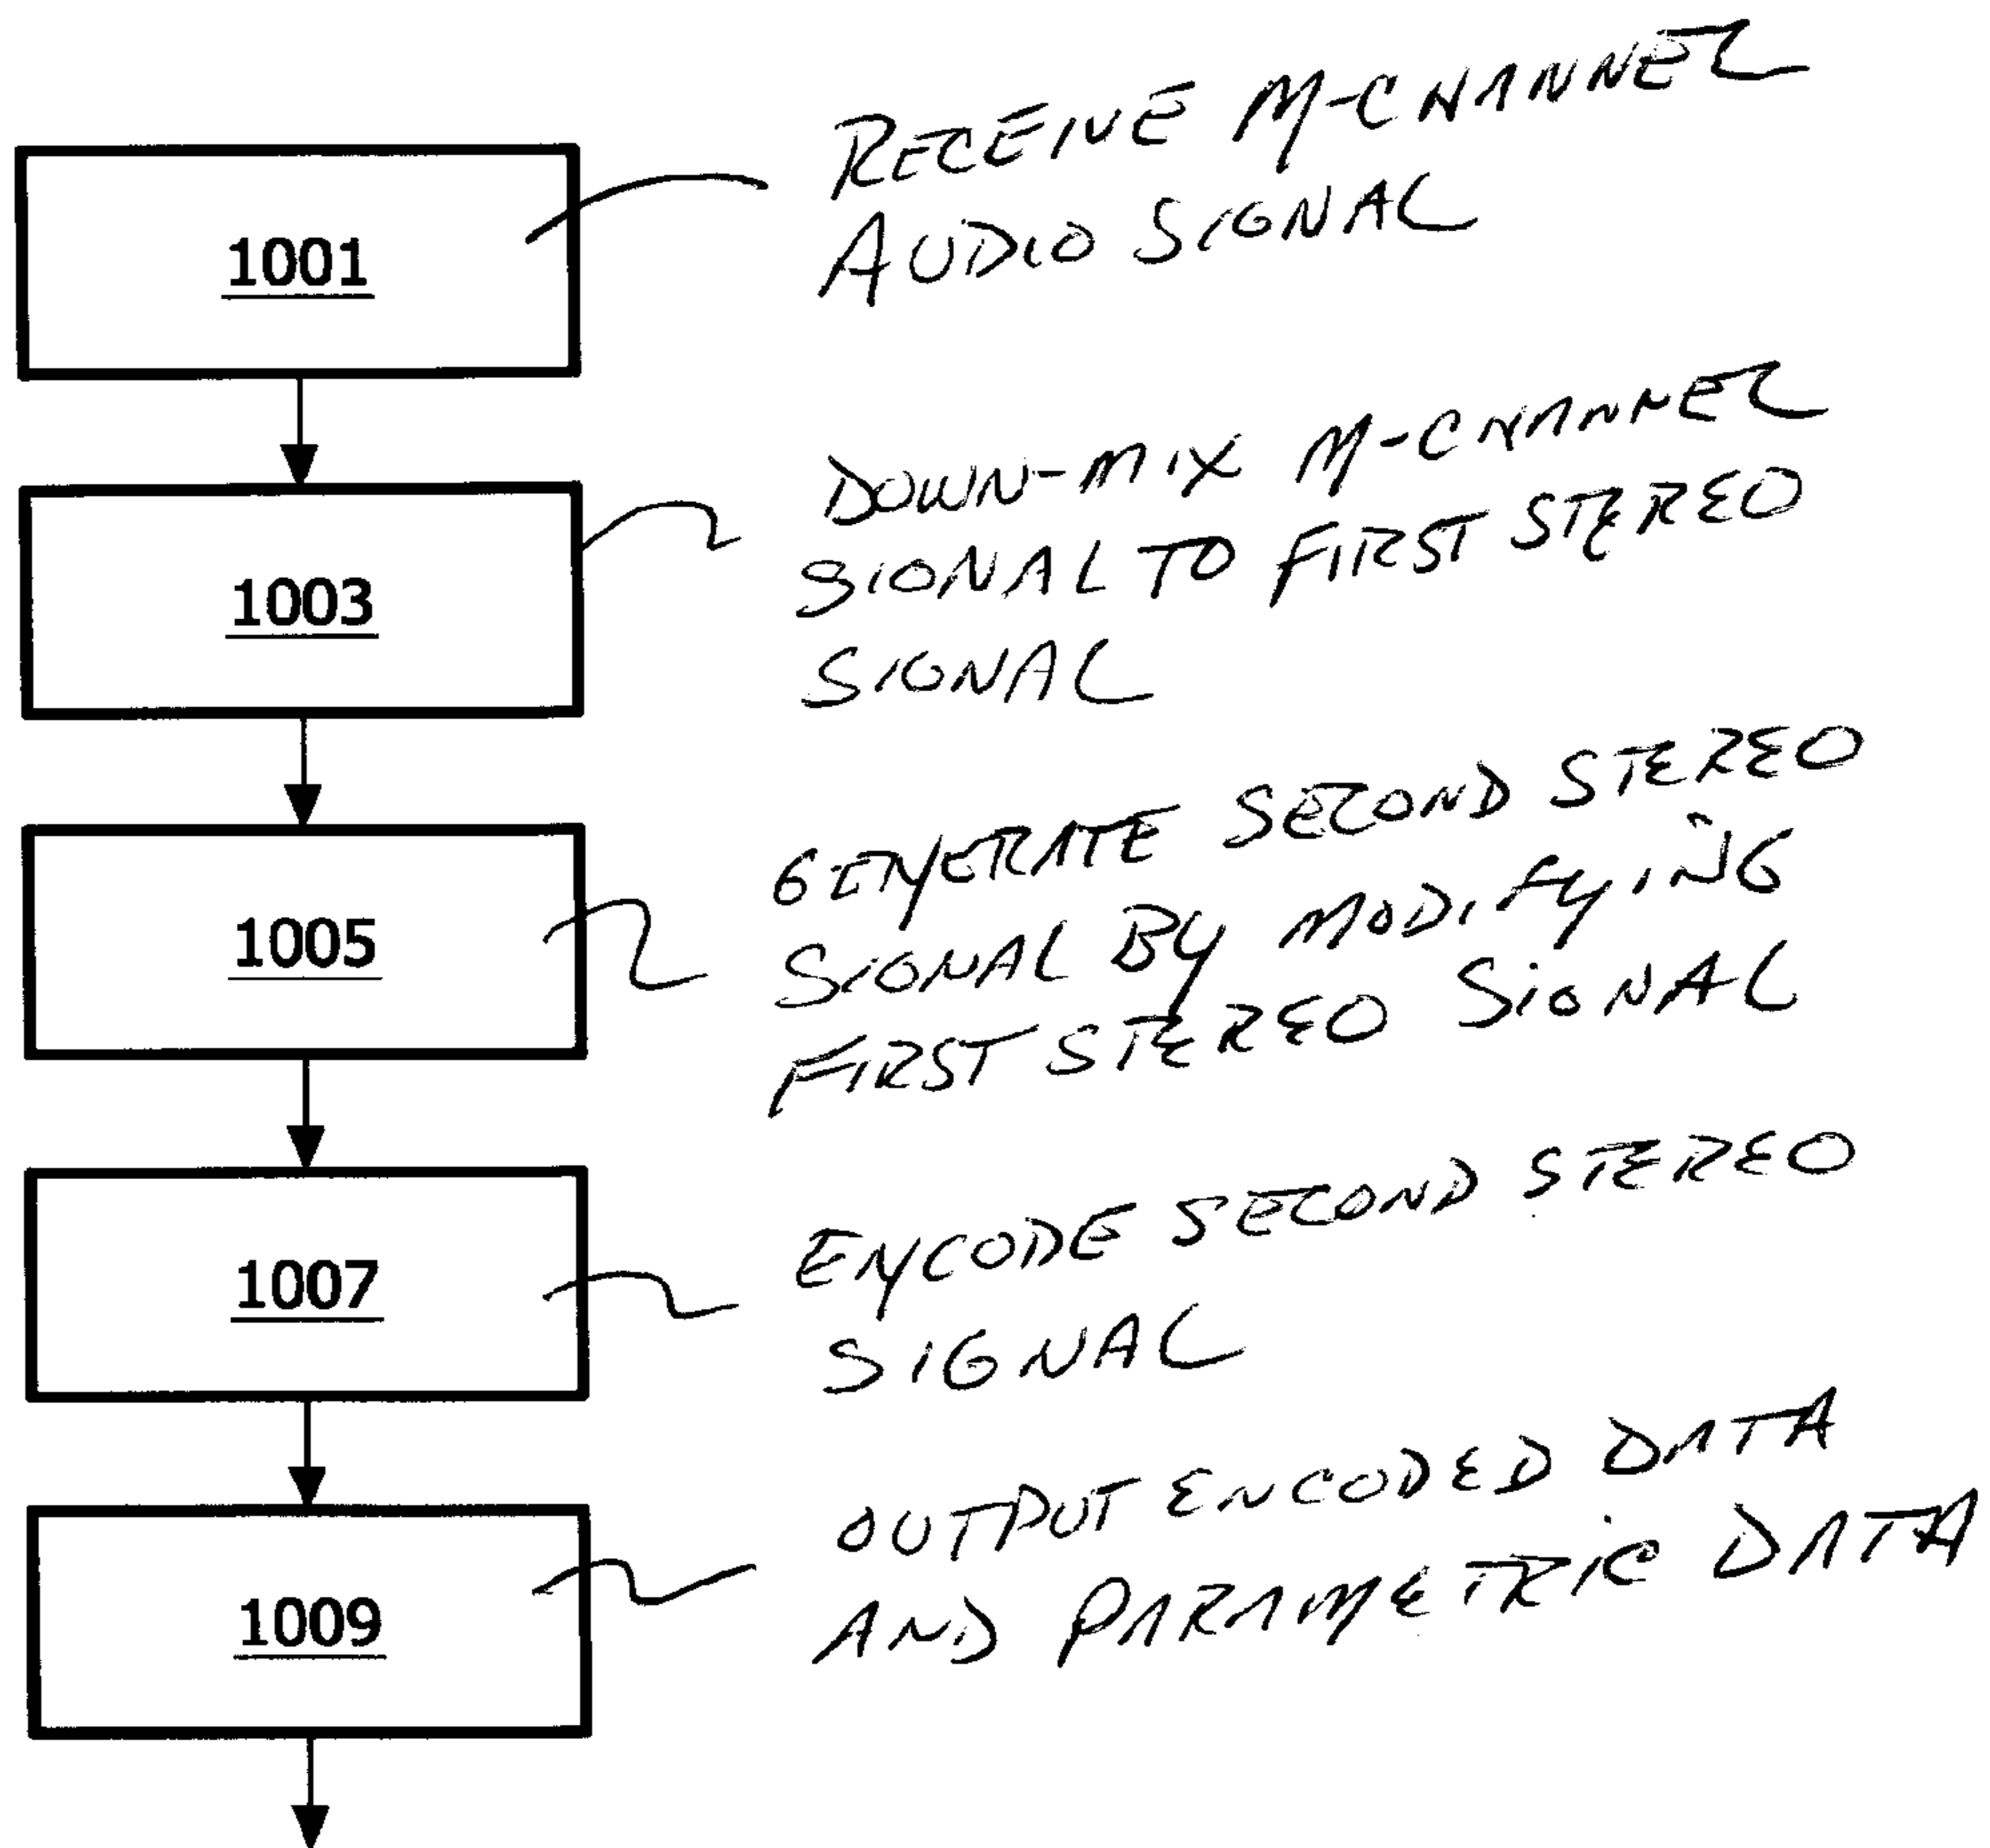 1001
RECEIVE M-CHANNEL
AUDIO SIGNAL
1003
DOWN-MIX M-CHANNEL
SIGNAL TO FIRST STEREO
SIGNAL
1005
GENERATE SECOND STEREO
SIGNAL BY MODIFYING
FIRST STEREO SIGNAL
1007
ENCODE SECOND STEREO
SIGNAL
1009
OUTPUT ENCODED DATA
AND PARAMETRIC DATA